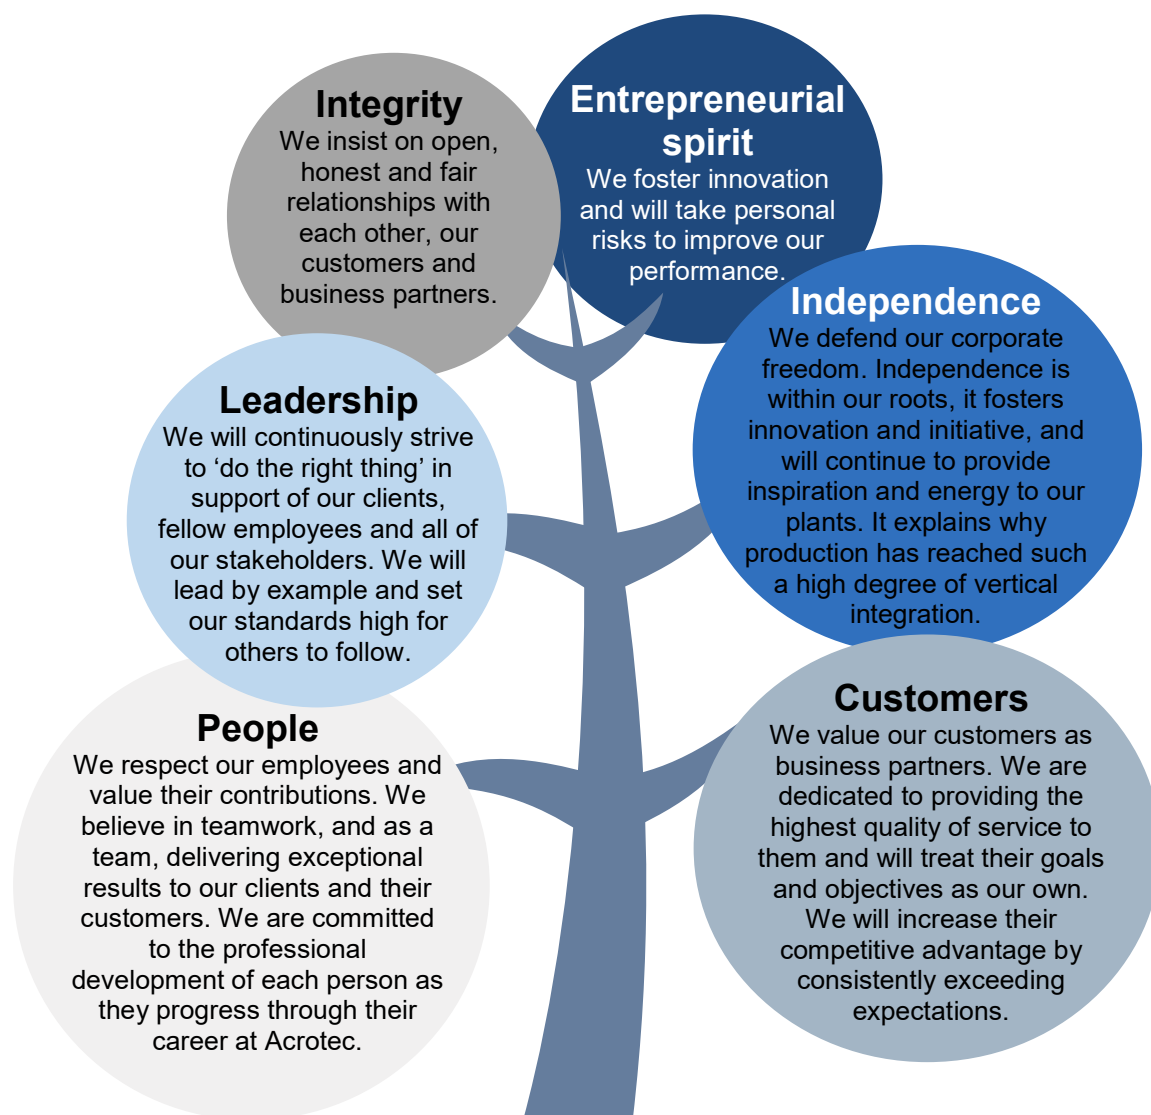 Integrity
We insist on open,
honest and fair
relationships with
each other, our
customers and
business partners.
Entrepreneurial
spirit
We foster innovation
and will take personal
risks to improve our
performance.
Independence
We defend our corporate
freedom. Independence is
within our roots, it fosters
innovation and initiative, and
will continue to provide
inspiration and energy to our
plants. It explains why
production has reached such
a high degree of vertical
integration.
Leadership
We will continuously strive
to ‘do the right thing’ in
support of our clients,
fellow employees and all of
our stakeholders. We will
lead by example and set
our standards high for
others to follow.
People
We respect our employees and
value their contributions. We
believe in teamwork, and as a
team, delivering exceptional
results to our clients and their
customers. We are committed
to the professional
development of each person as
they progress through their
career at Acrotec.
Customers
We value our customers as
business partners. We are
dedicated to providing the
highest quality of service to
them and will treat their goals
and objectives as our own.
We will increase their
competitive advantage by
consistently exceeding
expectations.